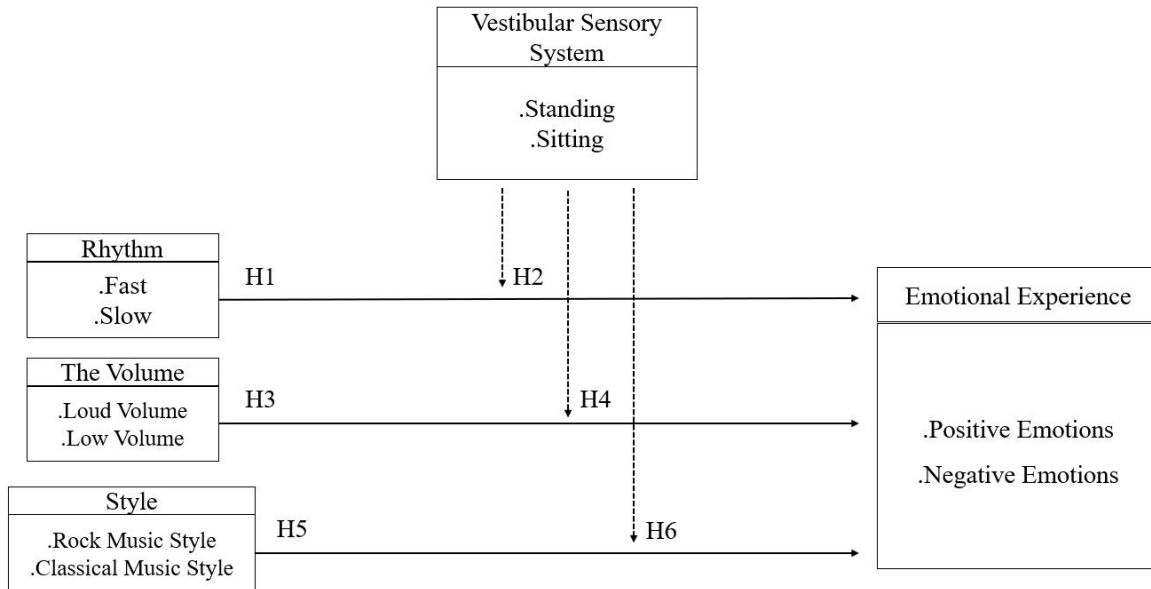 Vestibular Sensory
System
.Standing
.Sitting
Rhythm
.Fast
.Slow
H1
H2
Emotional Experience
The Volume
.Loud Volume
.Low Volume
H3
H4
.Positive Emotions
.Negative Emotions
Style
.Rock Music Style
.Classical Music Style
H5
H6